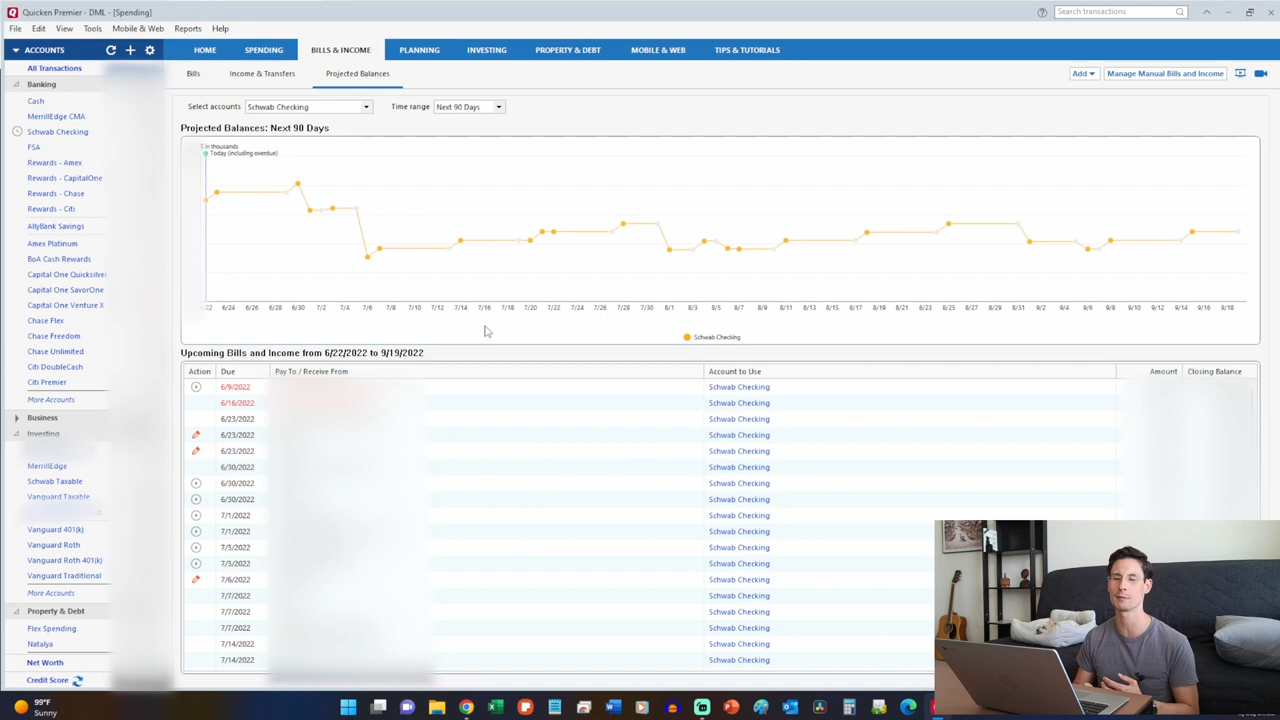 Quicken Premier - DML - [Spending]
Search transactions
File Edit View Tools Mobile & Web Reports Help
ACCOUNTS
HOME SPENDING BILLS & INCOME PLANNING INVESTING PROPERTY & DEBT MOBILE & WEB TIPS & TUTORIALS
All Transactions
Banking
Cash
MerrillEdge CMA
Schwab Checking
FSA
Rewards - Amex
Rewards - CapitalOne
Rewards - Chase
Rewards - Citi
AllyBank Savings
Amex Platinum
BoA Cash Rewards
Capital One Quicksilver
Capital One SavorOne
Capital One Venture X
Chase Flex
Chase Freedom
Chase Unlimited
Citi DoubleCash
Citi Premier
More Accounts
Business
Investing
MerrillEdge
Schwab Taxable
Vanguard Taxable
Vanguard 401(k)
Vanguard Roth
Vanguard Roth 401(k)
Vanguard Traditional
More Accounts
Property & Debt
Flex Spending
Natalya
Net Worth
Credit Score
Bills Income & Transfers Projected Balances
Add Manage Manual Bills and Income
Select accounts Schwab Checking Time range Next 90 Days
Projected Balances: Next 90 Days
in thousands
Today (including overdue)
6/24 6/26 6/28 6/30 7/2 7/4 7/6 7/8 7/10 7/12 7/14 7/16 7/18 7/20 7/22 7/24 7/26 7/28 7/30 8/1 8/3 8/5 8/7 8/9 8/11 8/13 8/15 8/17 8/19 8/21 8/23 8/25 8/27 8/29 8/31 9/2 9/4 9/6 9/8 9/10 9/12 9/14 9/16 9/18
Schwab Checking
Upcoming Bills and Income from 6/22/2022 to 9/19/2022
Action Due Pay To / Receive From Account to Use Amount Closing Balance
6/9/2022 Schwab Checking
6/16/2022 Schwab Checking
6/23/2022 Schwab Checking
6/23/2022 Schwab Checking
6/23/2022 Schwab Checking
6/30/2022 Schwab Checking
6/30/2022 Schwab Checking
6/30/2022 Schwab Checking
7/1/2022 Schwab Checking
7/1/2022 Schwab Checking
7/3/2022 Schwab Checking
7/3/2022 Schwab Checking
7/6/2022 Schwab Checking
7/7/2022 Schwab Checking
7/7/2022 Schwab Checking
7/7/2022 Schwab Checking
7/14/2022 Schwab Checking
7/14/2022 Schwab Checking
99°F
Sunny